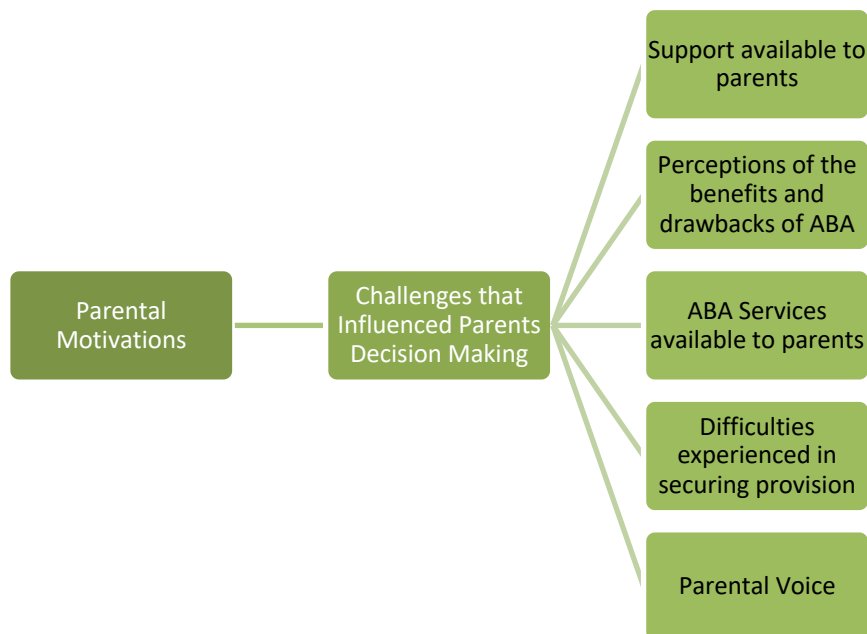 Parental
Motivations
Challenges that
Influenced Parents
Decision Making
Support available to
parents
Perceptions of the
benefits and
drawbacks of ABA
ABA Services
available to parents
Difficulties
experienced in
securing provision
Parental Voice